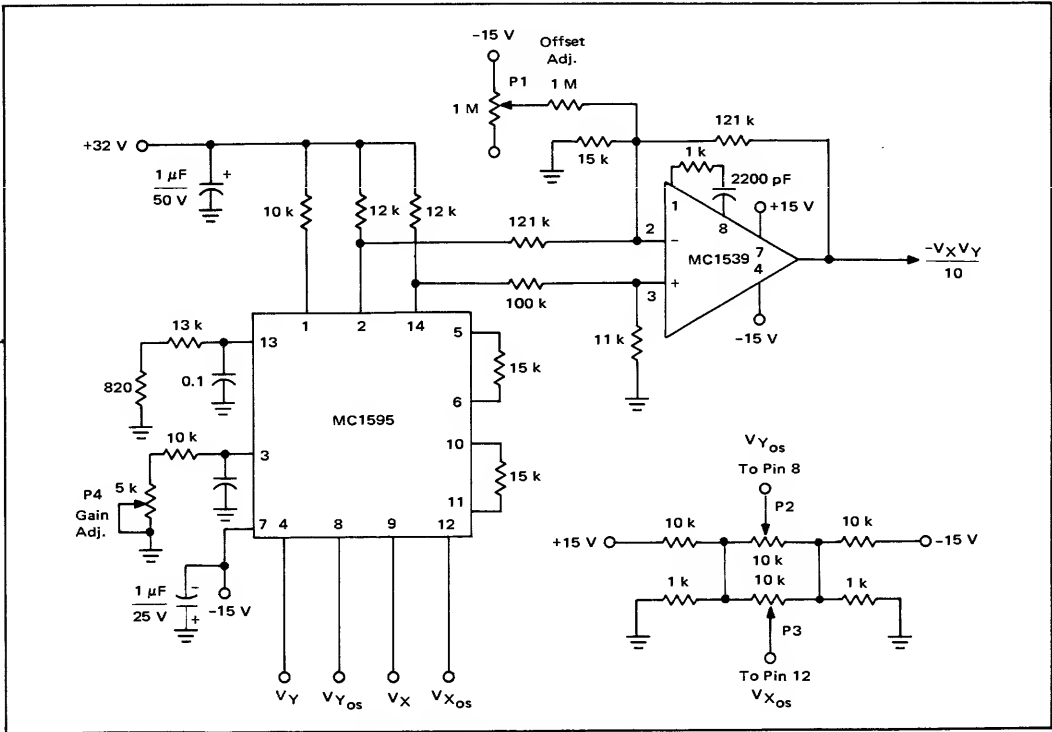 -15 V
Offset
Adj.
P1
1 M
1 M
121 k
+32 V
15 k
1 k
1 μF
50 V
+
2200 pF
10 k
12 k
12 k
+15 V
1
8
121 k
2
−
7
MC1539
4
-VXVY
10
100 k
3
+
-15 V
1
2
14
11 k
13 k
13
5
15 k
820
0.1
6
MC1595
10 k
3
10
15 k
P4
Gain
Adj.
5 k
11
7
4
8
9
12
1 μF
25 V
−
+
-15 V
VY
VYos
VX
VXos
VYos
To Pin 8
P2
+15 V
10 k
10 k
10 k
-15 V
1 k
10 k
1 k
P3
To Pin 12
VXos